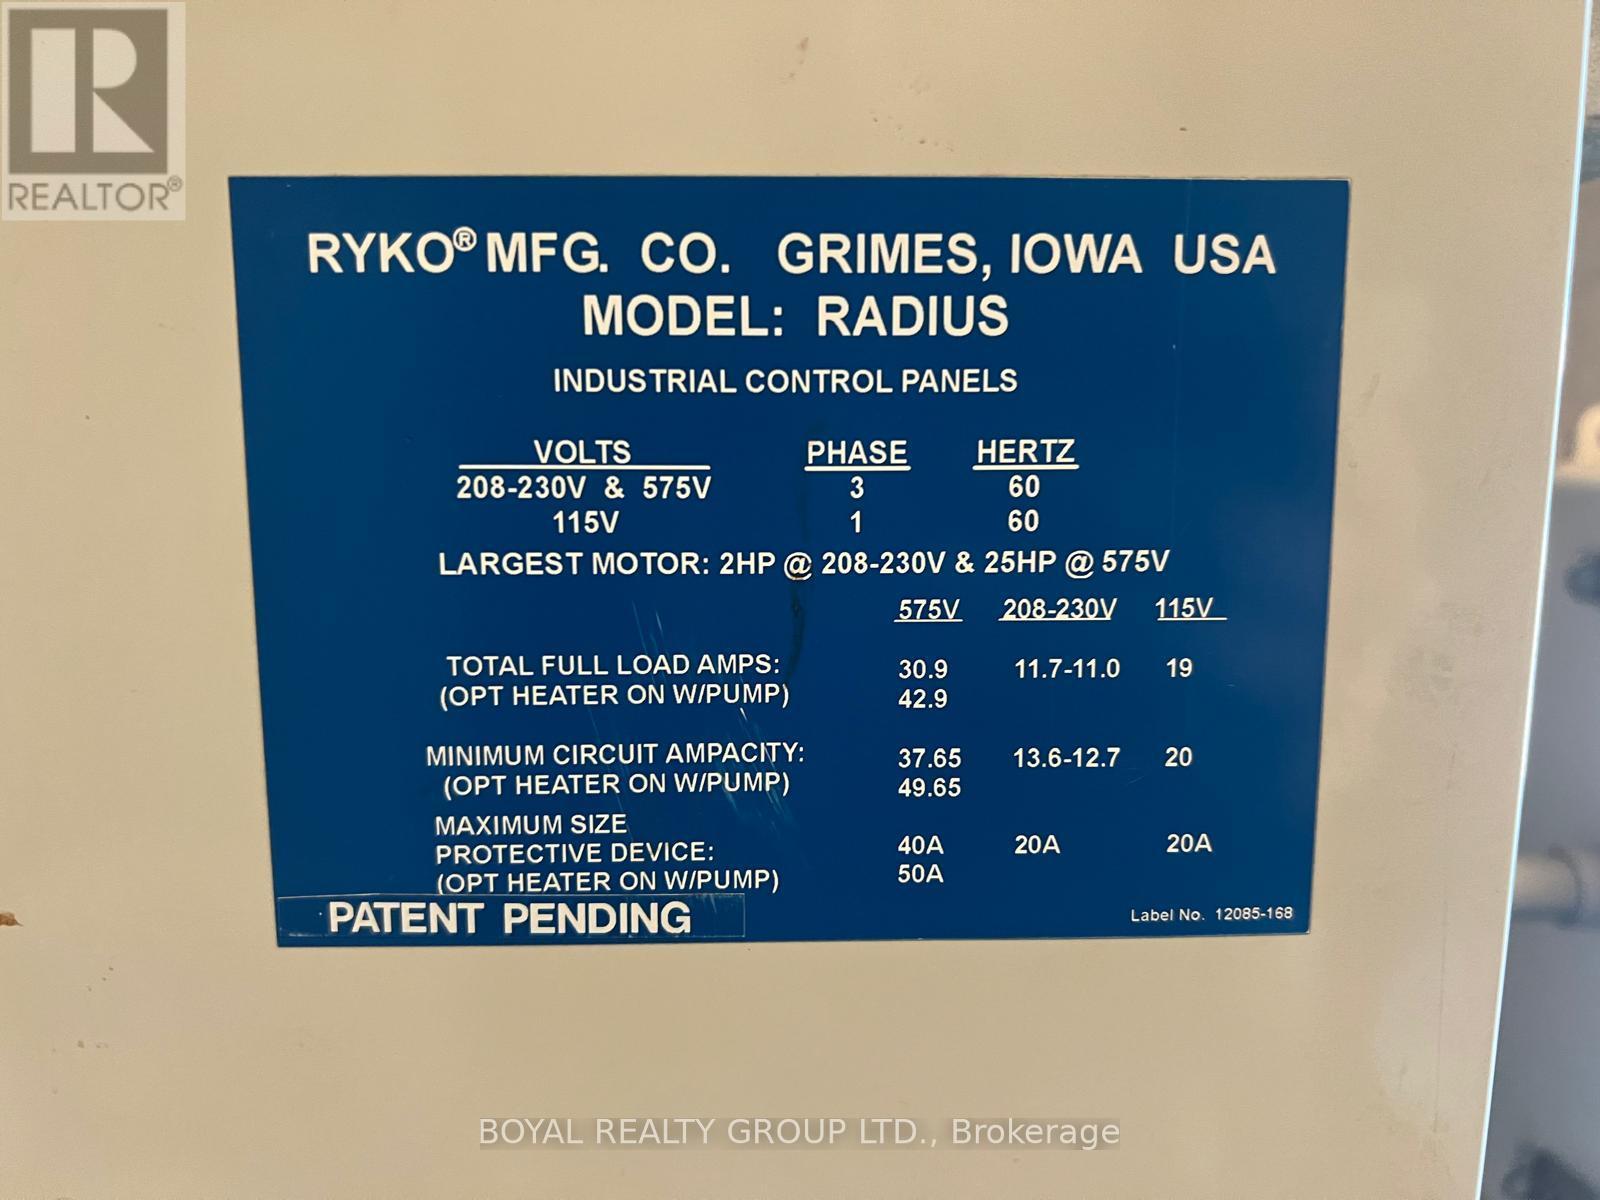 R
REALTOR®
RYKO® MFG. CO. GRIMES, IOWA USA
MODEL: RADIUS
INDUSTRIAL CONTROL PANELS
VOLTS PHASE HERTZ
208-230V & 575V 3 60
115V 1 60
LARGEST MOTOR: 2HP @ 208-230V & 25HP @ 575V
575V 208-230V 115V
TOTAL FULL LOAD AMPS: 30.9 11.7-11.0 19
(OPT HEATER ON W/PUMP) 42.9
MINIMUM CIRCUIT AMPACITY: 37.65 13.6-12.7 20
(OPT HEATER ON W/PUMP) 49.65
MAXIMUM SIZE
PROTECTIVE DEVICE: 40A 20A 20A
(OPT HEATER ON W/PUMP) 50A
PATENT PENDING
Label No. 12085-168
BOYAL REALTY GROUP LTD., Brokerage